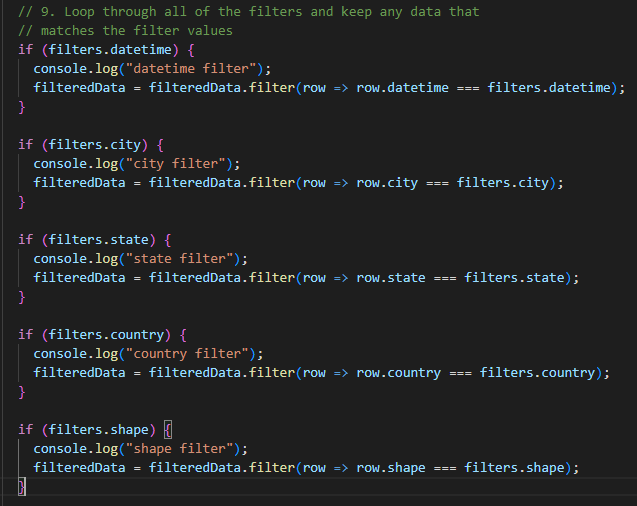 // 9. Loop through all of the filters and keep any data that
// matches the filter values
if (filters.datetime) {
console.log("datetime filter");
filteredData = filteredData.filter(row => row.datetime === filters.datetime);
}
if (filters.city) {
console.log("city filter");
filteredData = filteredData.filter(row => row.city === filters.city);
}
if (filters.state) {
console.log("state filter");
filteredData = filteredData.filter(row => row.state === filters.state);
}
if (filters.country) {
console.log("country filter");
filteredData = filteredData.filter(row => row.country === filters.country);
}
if (filters.shape) {
console.log("shape filter");
filteredData = filteredData.filter(row => row.shape === filters.shape);
}